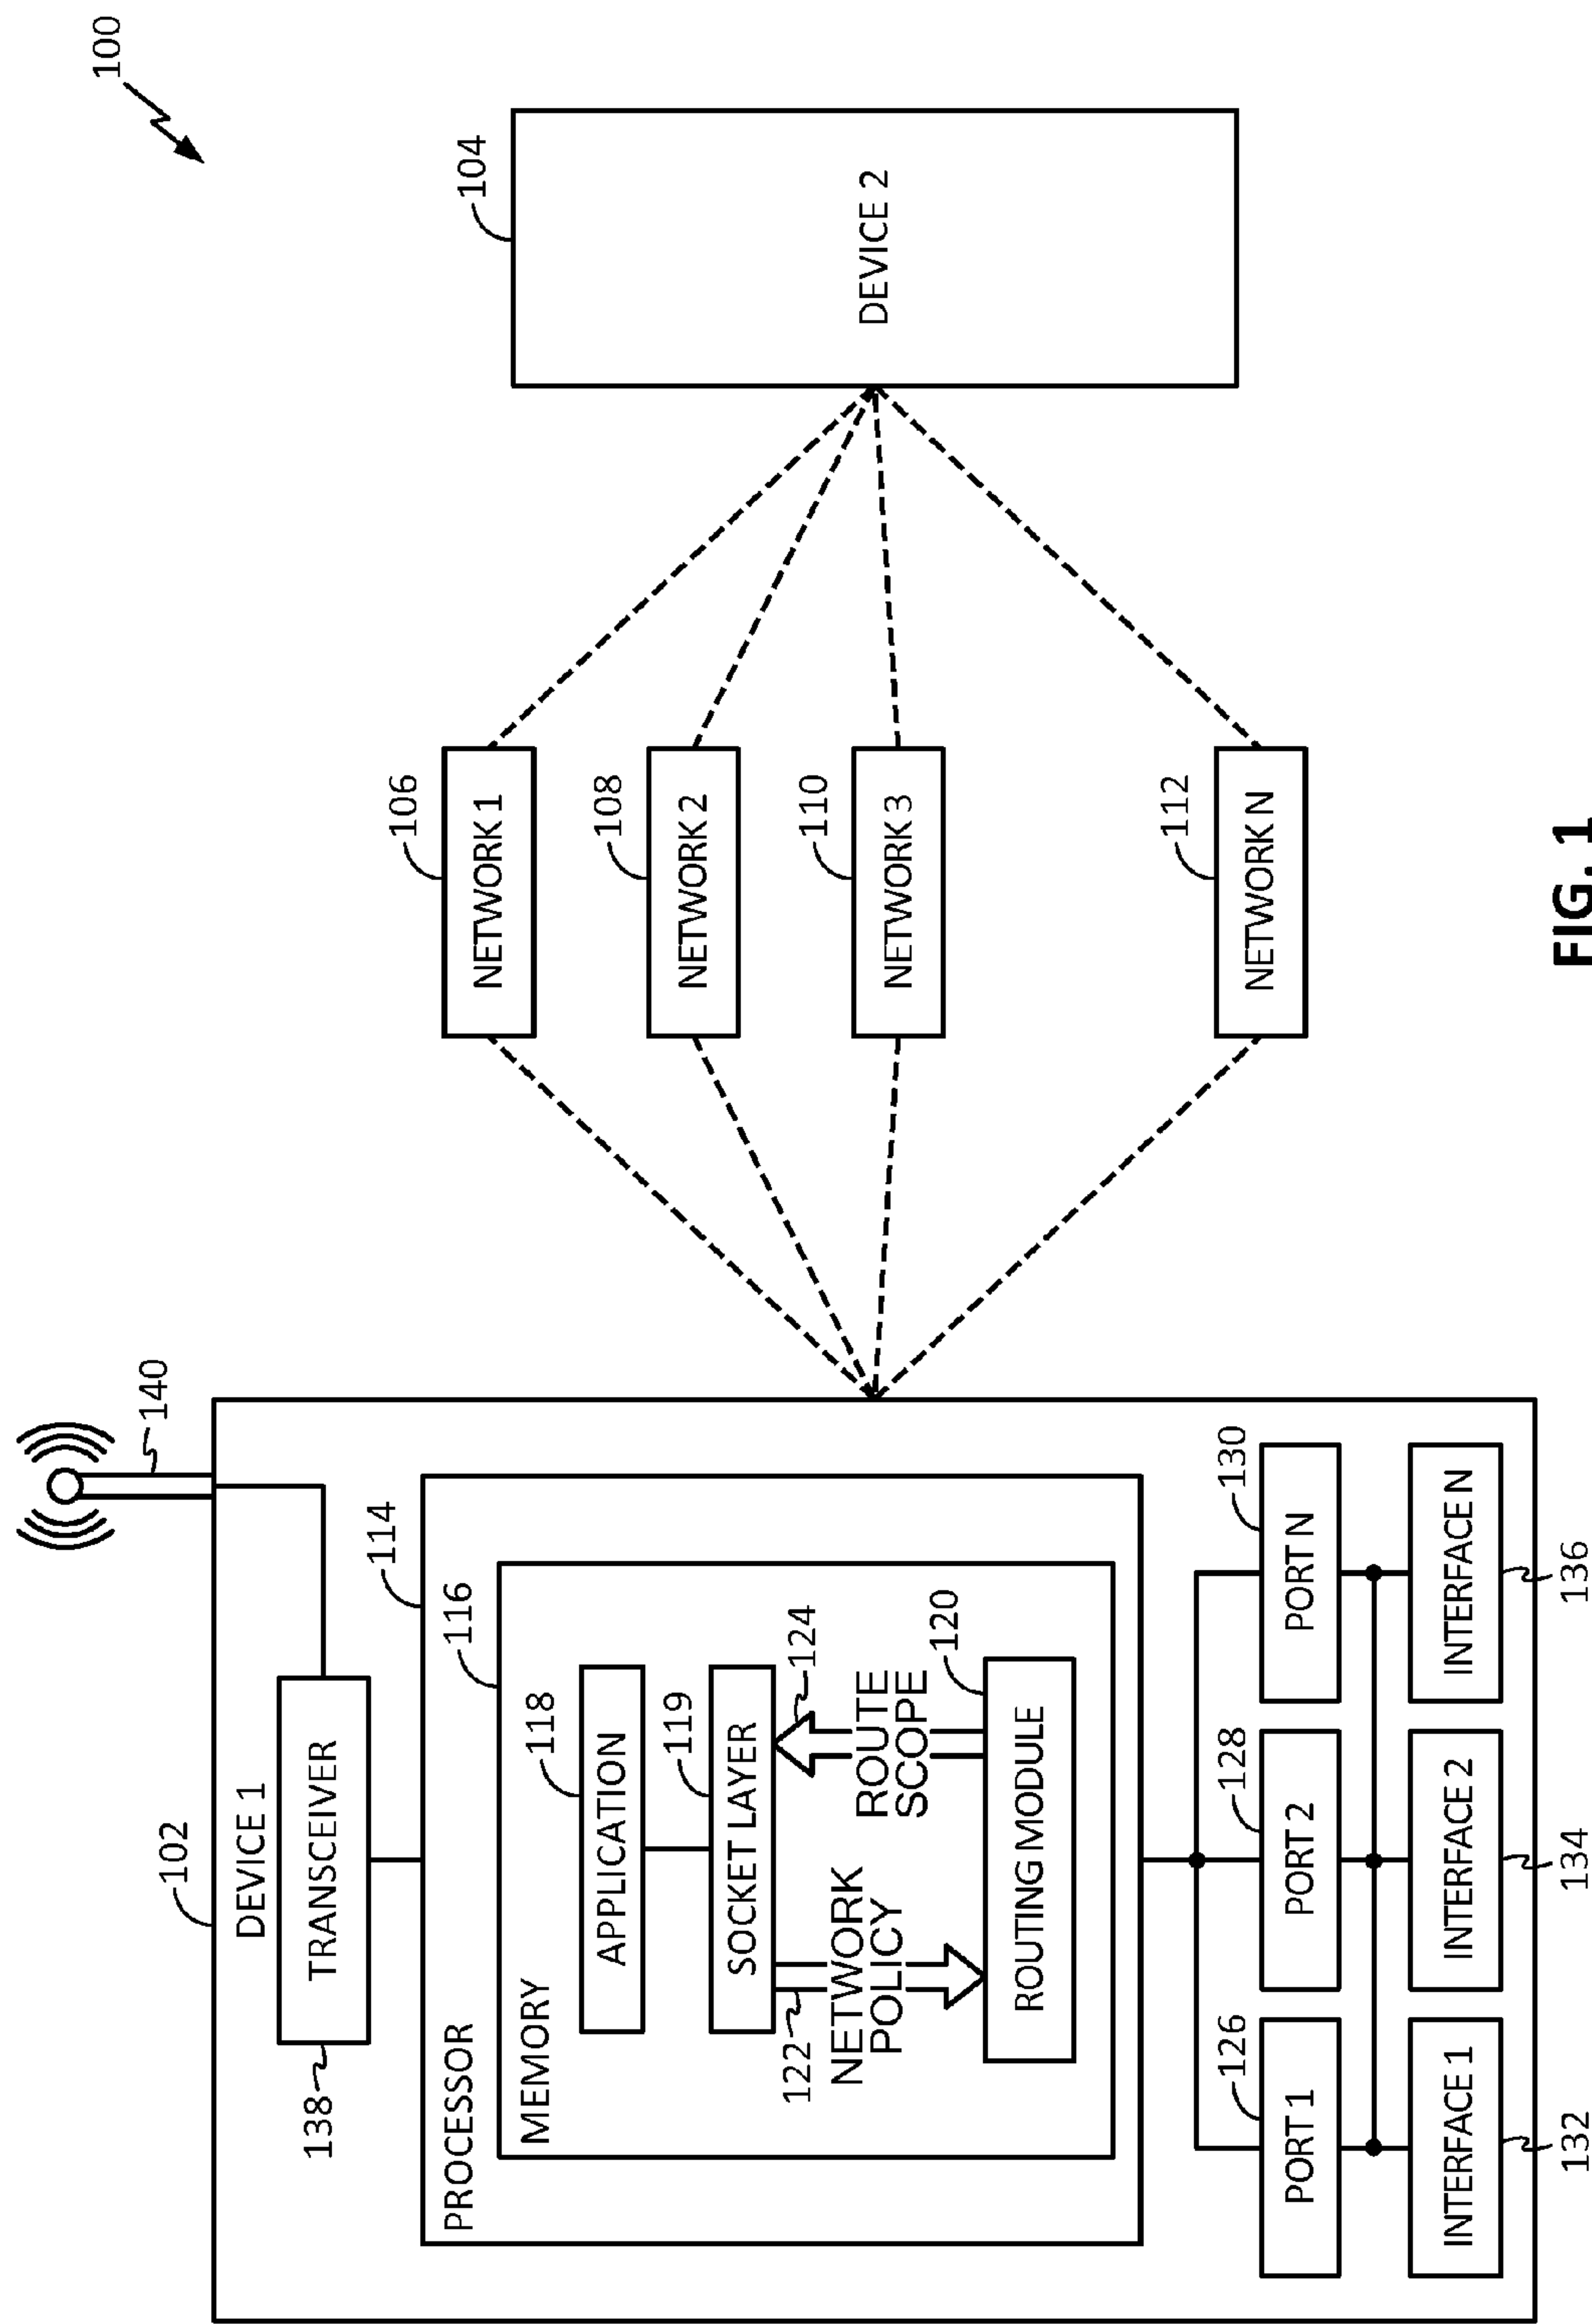 100
102
DEVICE 1
138
TRANSCEIVER
140
PROCESSOR
114
MEMORY
116
118
APPLICATION
119
SOCKET LAYER
122
NETWORK
POLICY
124
ROUTE
SCOPE
120
ROUTING MODULE
126
PORT 1
128
PORT 2
130
PORT N
INTERFACE 1
INTERFACE 2
INTERFACE N
132
134
136
106
NETWORK 1
108
NETWORK 2
110
NETWORK 3
112
NETWORK N
104
DEVICE 2
FIG. 1